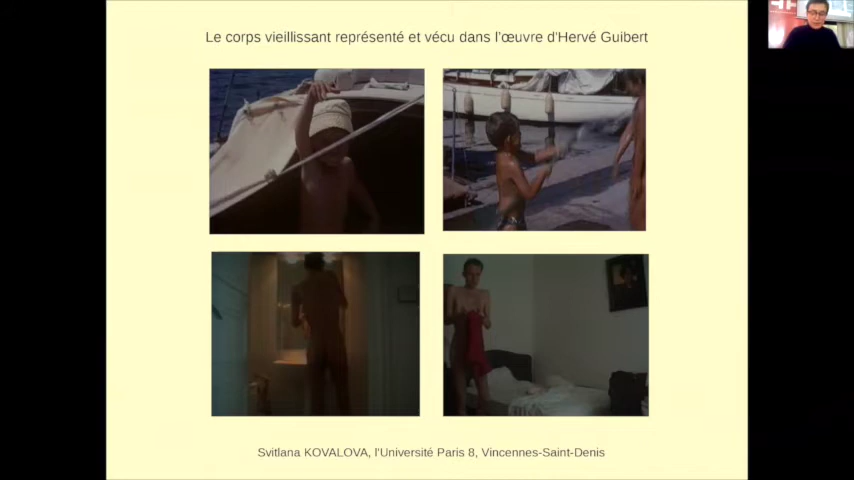 Le corps vieillissant représenté et vécu dans l'œuvre d'Hervé Guibert
Svitlana KOVALOVA, l'Université Paris 8, Vincennes-Saint-Denis